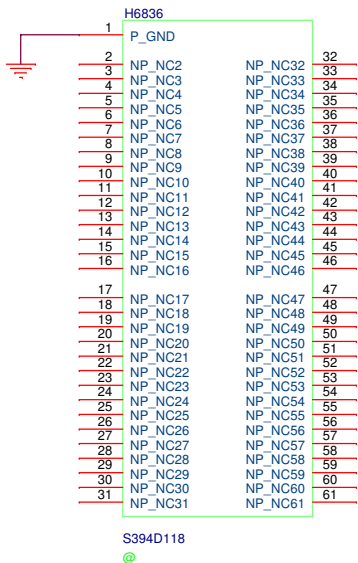 H6836
1 P_GND
2 NP_NC2 NP_NC32 32
3 NP_NC3 NP_NC33 33
4 NP_NC4 NP_NC34 34
5 NP_NC5 NP_NC35 35
6 NP_NC6 NP_NC36 36
7 NP_NC7 NP_NC37 37
8 NP_NC8 NP_NC38 38
9 NP_NC9 NP_NC39 39
10 NP_NC10 NP_NC40 40
11 NP_NC11 NP_NC41 41
12 NP_NC12 NP_NC42 42
13 NP_NC13 NP_NC43 43
14 NP_NC14 NP_NC44 44
15 NP_NC15 NP_NC45 45
16 NP_NC16 NP_NC46 46
17 NP_NC17 NP_NC47 47
18 NP_NC18 NP_NC48 48
19 NP_NC19 NP_NC49 49
20 NP_NC20 NP_NC50 50
21 NP_NC21 NP_NC51 51
22 NP_NC22 NP_NC52 52
23 NP_NC23 NP_NC53 53
24 NP_NC24 NP_NC54 54
25 NP_NC25 NP_NC55 55
26 NP_NC26 NP_NC56 56
27 NP_NC27 NP_NC57 57
28 NP_NC28 NP_NC58 58
29 NP_NC29 NP_NC59 59
30 NP_NC30 NP_NC60 60
31 NP_NC31 NP_NC61 61
S394D118
@